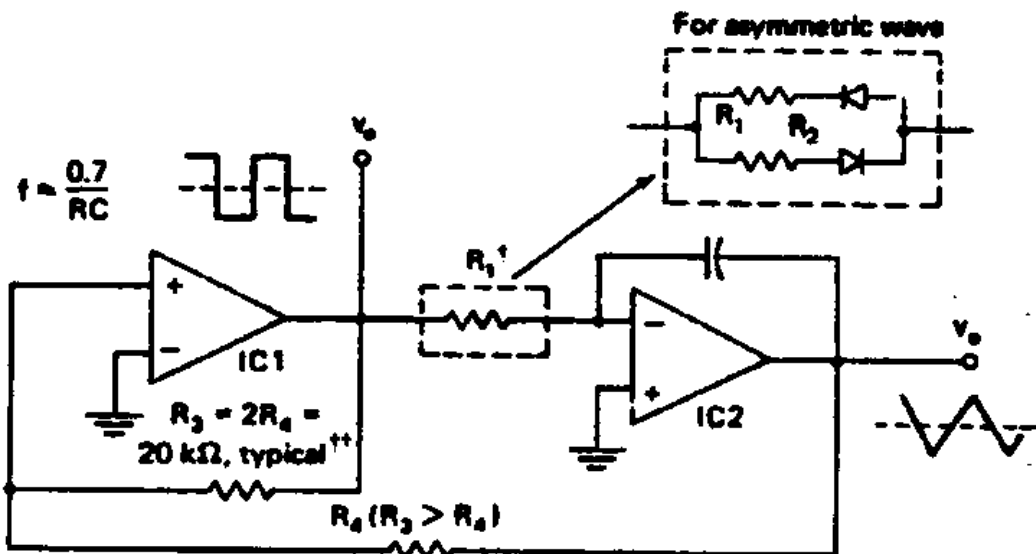 For asymmetric wave
R₁
R₂
vₒ
f ≈ 0.7
RC
R₁†
+
−
IC1
−
+
IC2
vₒ
R₃ = 2R₄ =
20 kΩ, typical††
R₄ (R₃ > R₄)